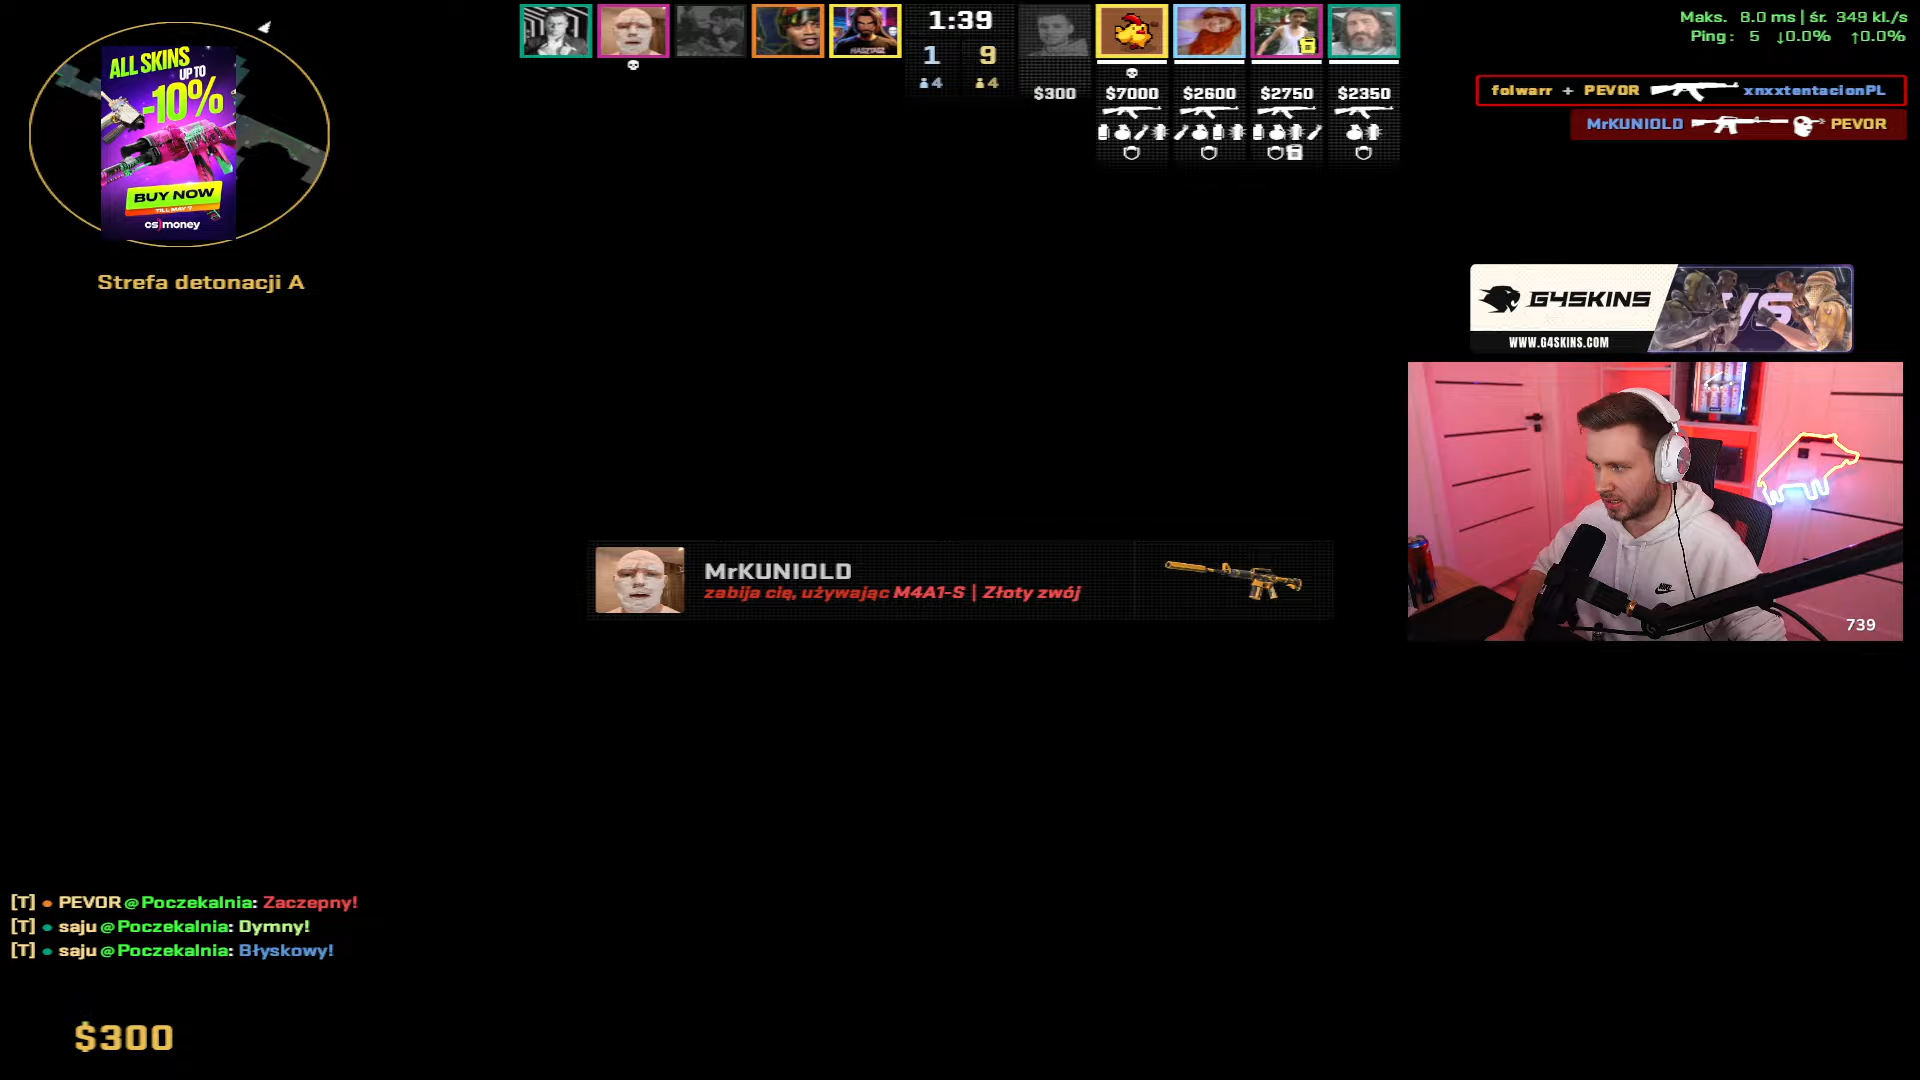 ALL SKINS
UP TO
-10%
BUY NOW
TILL MAY 7
cs money
Strefa detonacji A
1:39
1 9
4 4
$300 $7000 $2600 $2750 $2350
Maks. 8.0 ms | śr. 349 kl./s
Ping: 5 ↓0.0% ↑0.0%
folwarr + PEVOR xnxxtentacionPL
MrKUNIOLD PEVOR
G4SKINS
VS
WWW.G4SKINS.COM
739
MrKUNIOLD
zabija cię, używając M4A1-S | Złoty zwój
[T] • PEVOR@Poczekalnia: Zaczepny!
[T] • saju@Poczekalnia: Dymny!
[T] • saju@Poczekalnia: Błyskowy!
$300